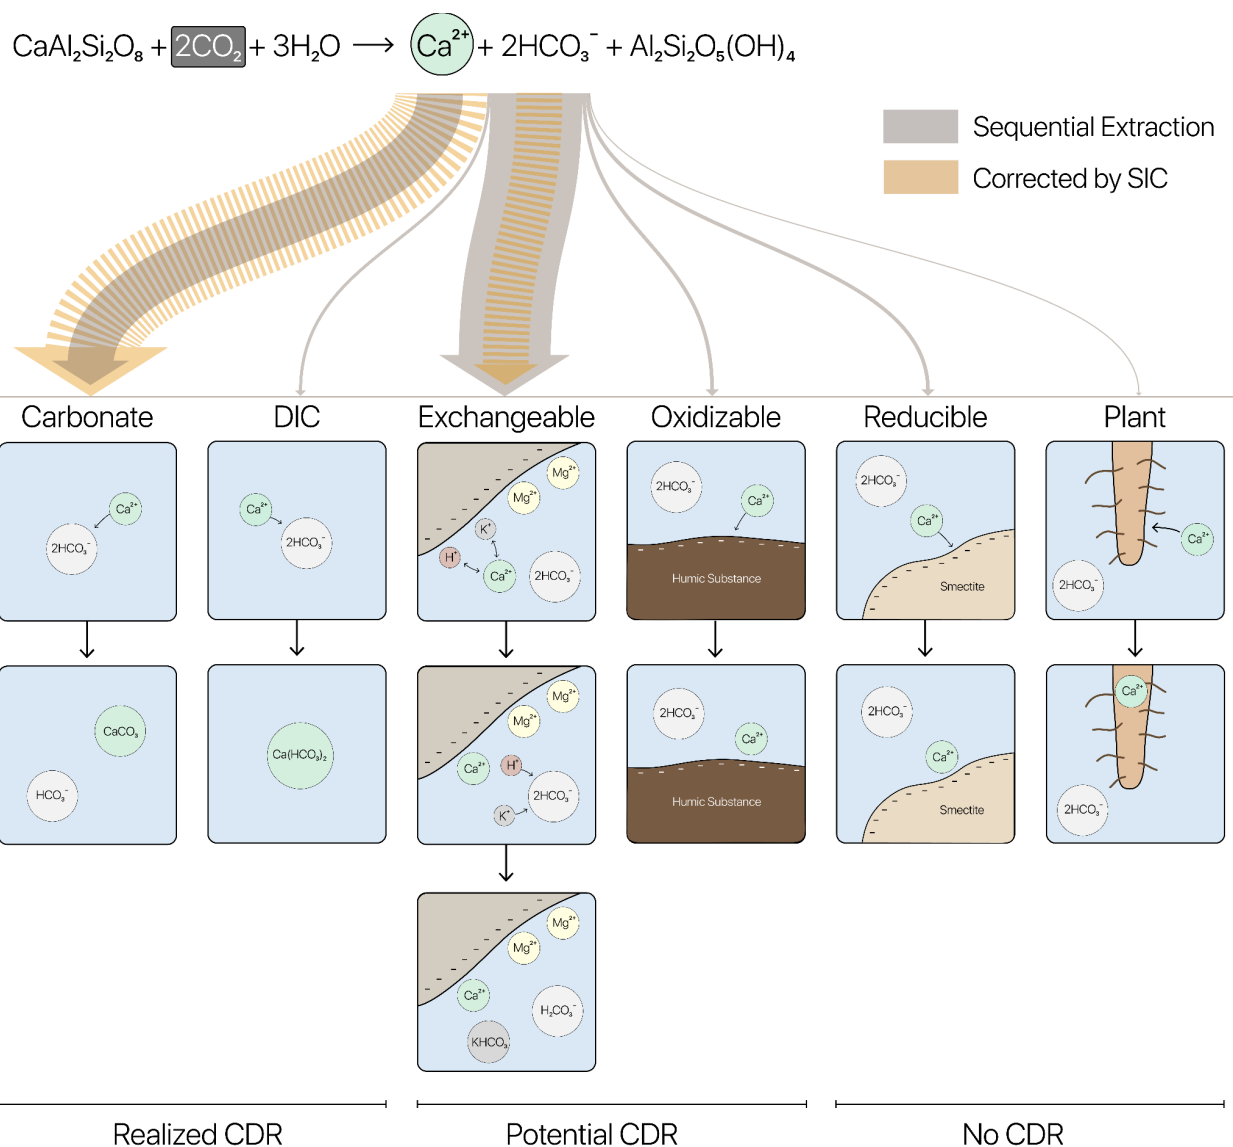 CaAl₂Si₂O₈ + 2CO₂ + 3H₂O ⟶ Ca²⁺ + 2HCO₃⁻ + Al₂Si₂O₅(OH)₄
Sequential Extraction
Corrected by SIC
Carbonate DIC Exchangeable Oxidizable Reducible Plant
Ca²⁺
2HCO₃⁻
Ca²⁺
2HCO₃⁻
Mg²⁺
Mg²⁺
K⁺
H⁺
Ca²⁺
2HCO₃⁻
2HCO₃⁻
Ca²⁺
Humic Substance
2HCO₃⁻
Ca²⁺
Smectite
Ca²⁺
2HCO₃⁻
CaCO₃
HCO₃⁻
Ca(HCO₃)₂
Mg²⁺
Mg²⁺
Ca²⁺
H⁺
2HCO₃⁻
K⁺
2HCO₃⁻
Ca²⁺
Humic Substance
2HCO₃⁻
Ca²⁺
Smectite
Ca²⁺
2HCO₃⁻
Mg²⁺
Mg²⁺
Ca²⁺
H₂CO₃⁻
KHCO₃
Realized CDR Potential CDR No CDR